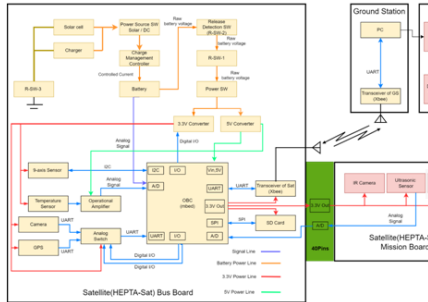 Solar cell
Charger
R-SW-3
Power Source SW
Solar / DC
Raw
battery voltage
Release
Detection SW
(R-SW-2)
Raw
battery voltage
R-SW-1
Raw
battery voltage
Charge
Management
Controller
Controlled Current
Battery
Power SW
3.3V Converter
5V Converter
Analog
Signal
Digital I/O
9-axis Sensor
I2C
Temperature
Sensor
Operational
Amplifier
Analog
Signal
Camera
UART
GPS
UART
Analog
Switch
UART
Digital I/O
Digital I/O
I2C
I/O
A/D
Vin,5V
UART
OBC
(mbed)
3.3V Out
SPI
UART
I/O
A/D
UART
Transceiver of Sat
(Xbee)
SPI
SD Card
Signal Line
Battery Power Line
3.3V Power Line
5V Power Line
Satellite(HEPTA-Sat) Bus Board
Ground Station
PC
UART
Transceiver of GS
(Xbee)
3.3V Out
A/D
40Pins
IR Camera
Ultrasonic
Sensor
Analog
Signal
Satellite(HEPTA-S
Mission Board